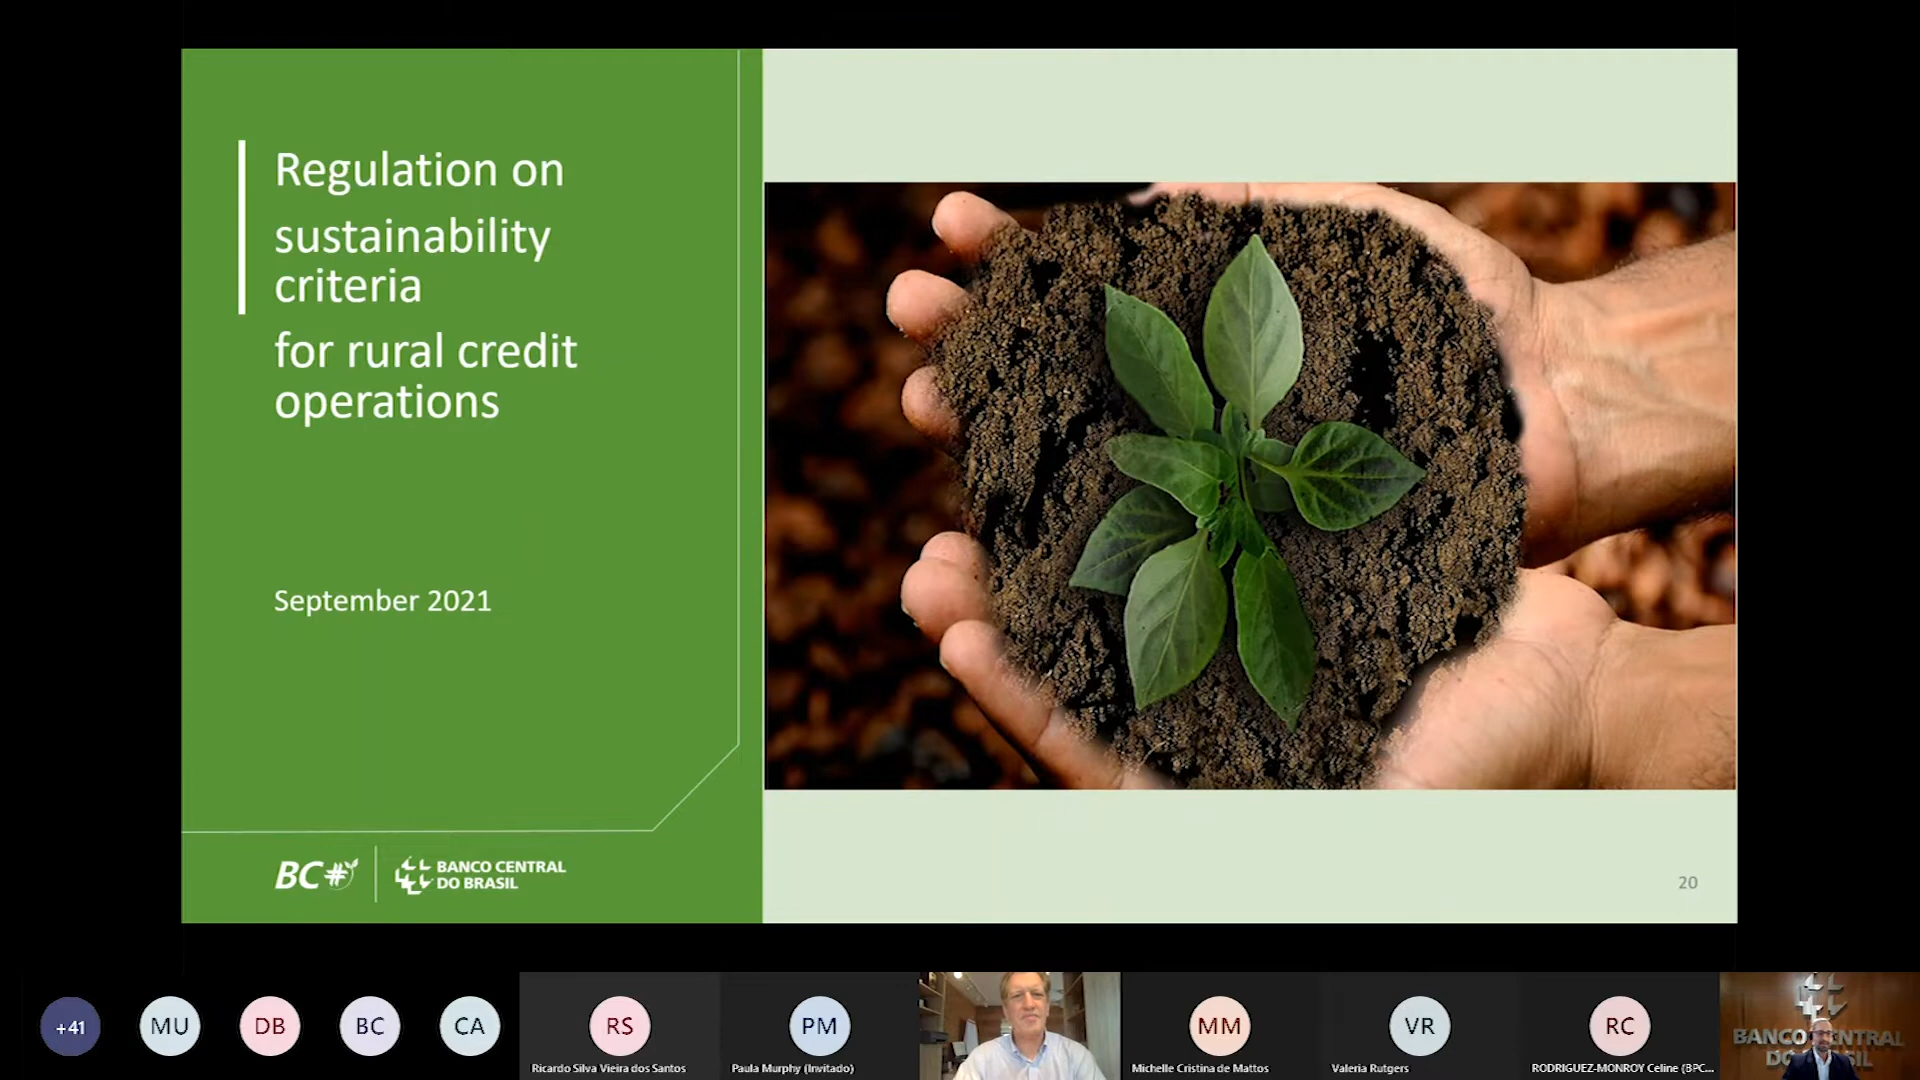 Regulation on
sustainability
criteria
for rural credit
operations
September 2021
BC#
BANCO CENTRAL
DO BRASIL
20
+41
MU
DB
BC
CA
RS
Ricardo Silva Vieira dos Santos
PM
Paula Murphy (Invitado)
MM
Michelle Cristina de Mattos
VR
Valeria Rutgers
RC
RODRIGUEZ-MONROY Celine (BPC...
BANCO CENTRAL
DO BRASIL